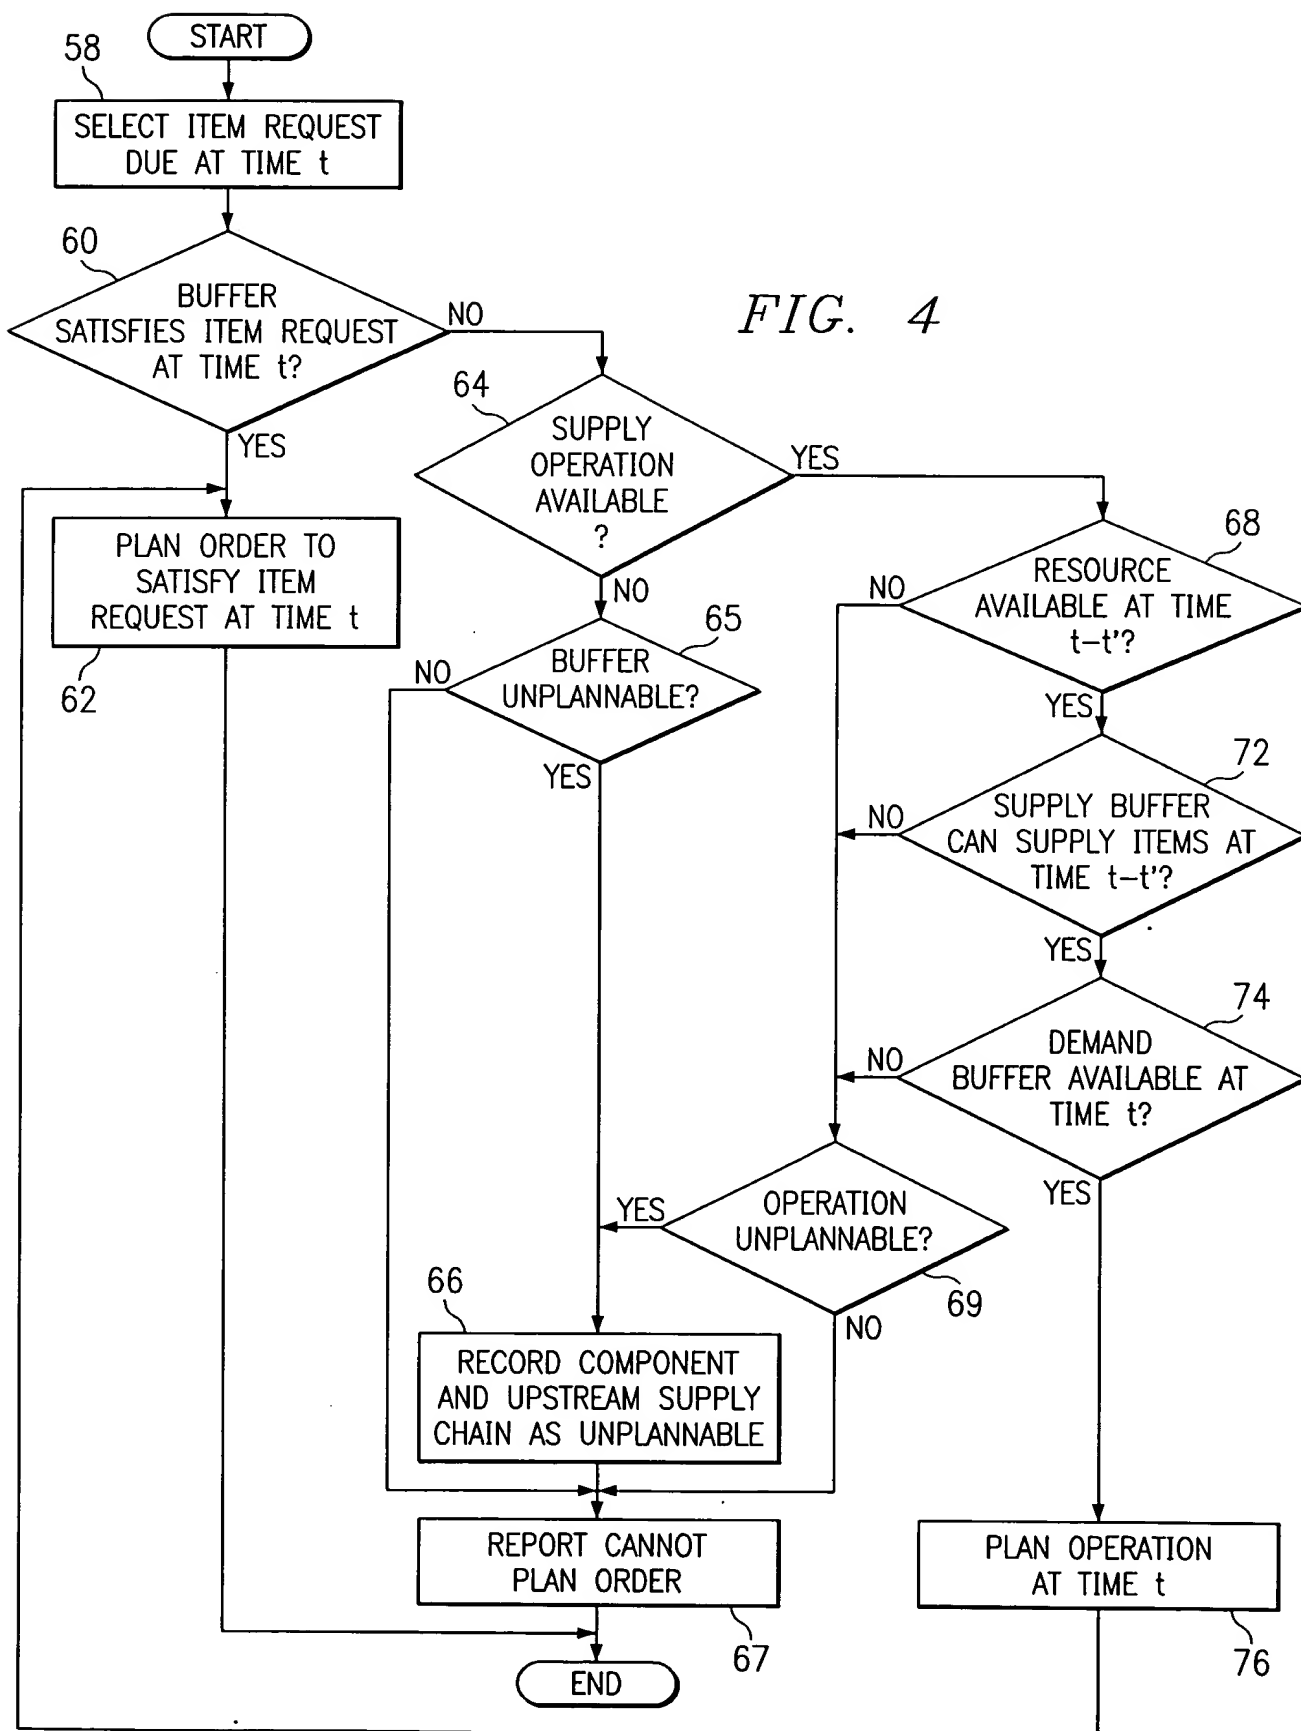 START
58
SELECT ITEM REQUEST
DUE AT TIME t
60
BUFFER
SATISFIES ITEM REQUEST
AT TIME t?
NO
YES
FIG. 4
64
SUPPLY
OPERATION
AVAILABLE
?
YES
NO
PLAN ORDER TO
SATISFY ITEM
REQUEST AT TIME t
62
68
RESOURCE
AVAILABLE AT TIME
t-t'?
NO
YES
65
BUFFER
UNPLANNABLE?
NO
YES
72
SUPPLY BUFFER
CAN SUPPLY ITEMS AT
TIME t-t'?
NO
YES
74
DEMAND
BUFFER AVAILABLE AT
TIME t?
NO
YES
OPERATION
UNPLANNABLE?
YES
69
NO
66
RECORD COMPONENT
AND UPSTREAM SUPPLY
CHAIN AS UNPLANNABLE
REPORT CANNOT
PLAN ORDER
67
PLAN OPERATION
AT TIME t
76
END